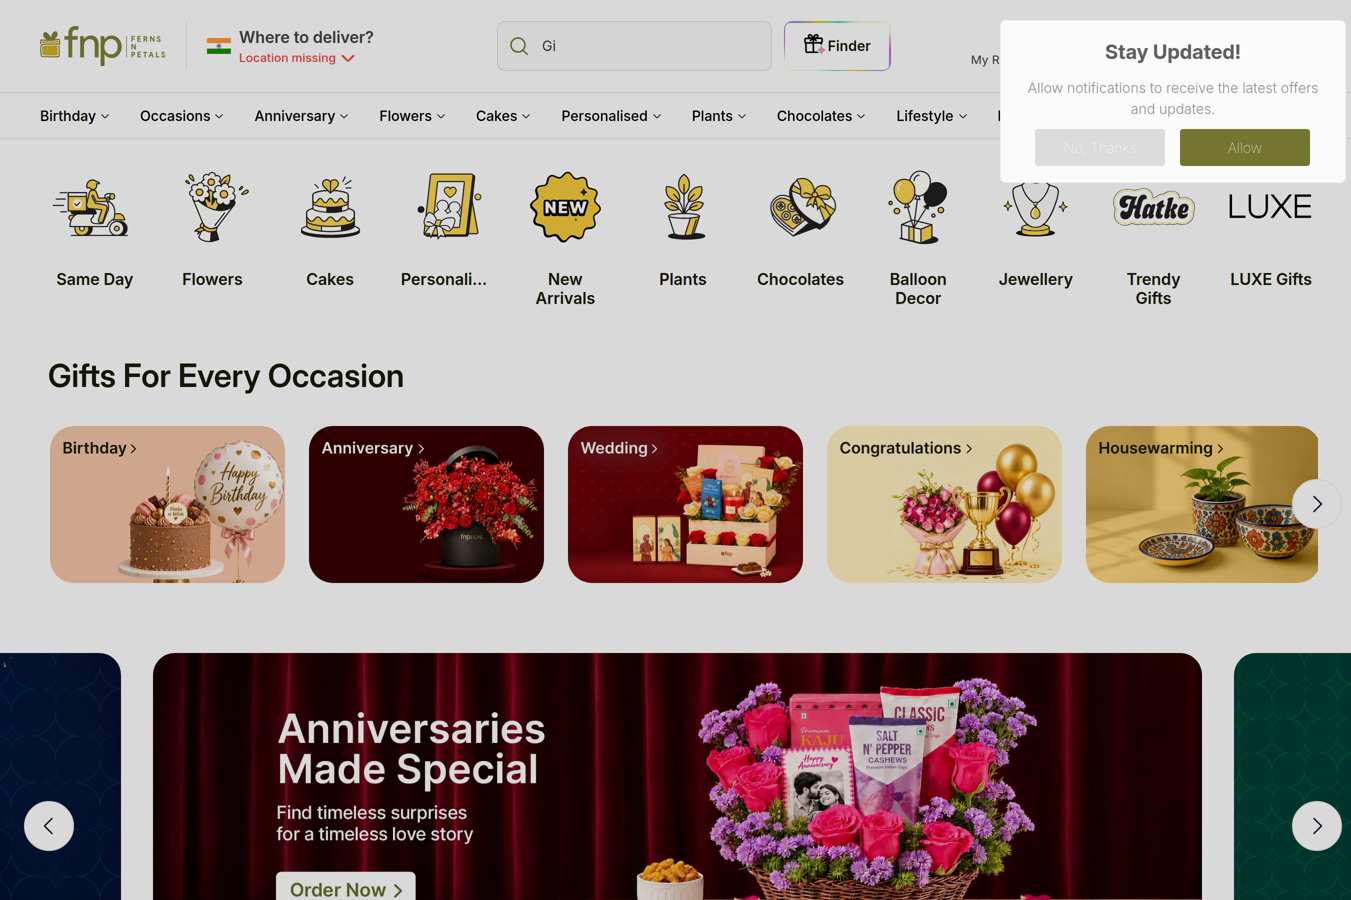 fnp FERNS
N
PETALS
Where to deliver?
Location missing
Gi
Finder
My R
Stay Updated!
Allow notifications to receive the latest offers
and updates.
No, Thanks
Allow
Birthday
Occasions
Anniversary
Flowers
Cakes
Personalised
Plants
Chocolates
Lifestyle
NEW
Hatke
LUXE
Same Day
Flowers
Cakes
Personali...
New
Arrivals
Plants
Chocolates
Balloon
Decor
Jewellery
Trendy
Gifts
LUXE Gifts
Gifts For Every Occasion
Birthday
Happy
Birthday
Anniversary
Wedding
Congratulations
Housewarming
Anniversaries
Made Special
Find timeless surprises
for a timeless love story
Order Now
Premium
KAJU
Happy
Anniversary
CLASSIC
SALT
N' PEPPER
CASHEWS